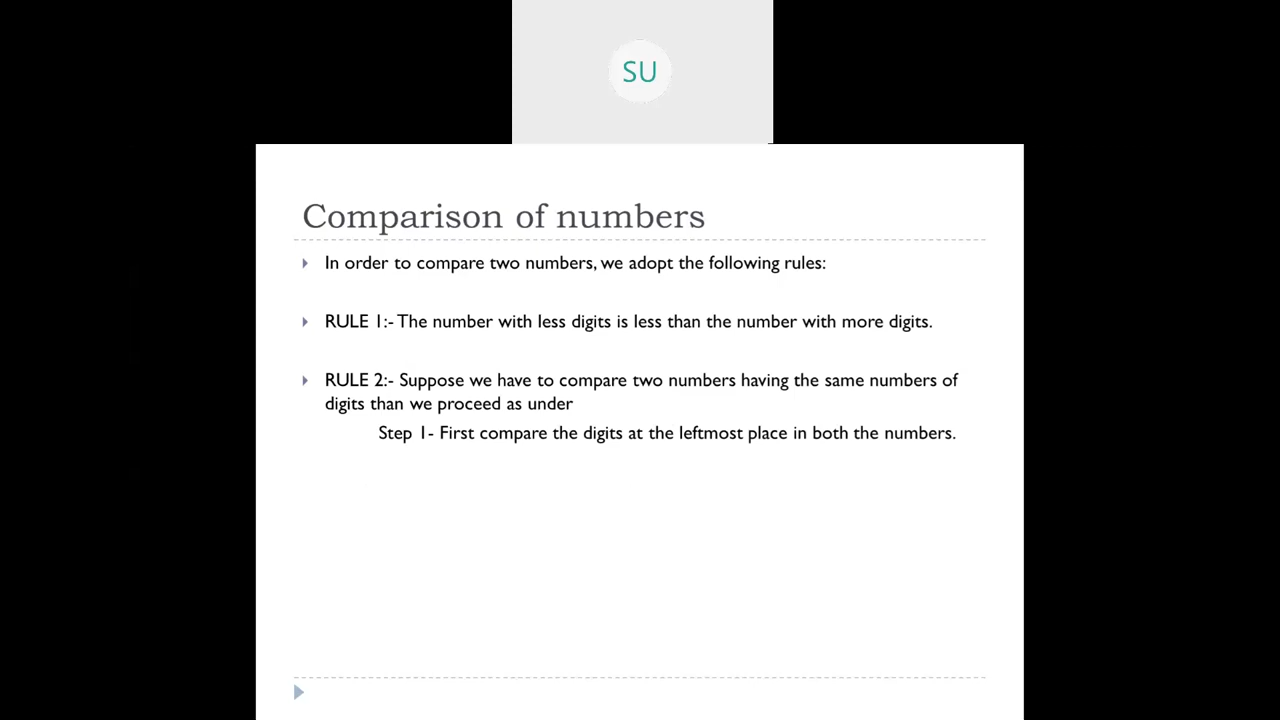 SU
Comparison of numbers
In order to compare two numbers, we adopt the following rules:
RULE 1:- The number with less digits is less than the number with more digits.
RULE 2:- Suppose we have to compare two numbers having the same numbers of
digits than we proceed as under
Step 1- First compare the digits at the leftmost place in both the numbers.